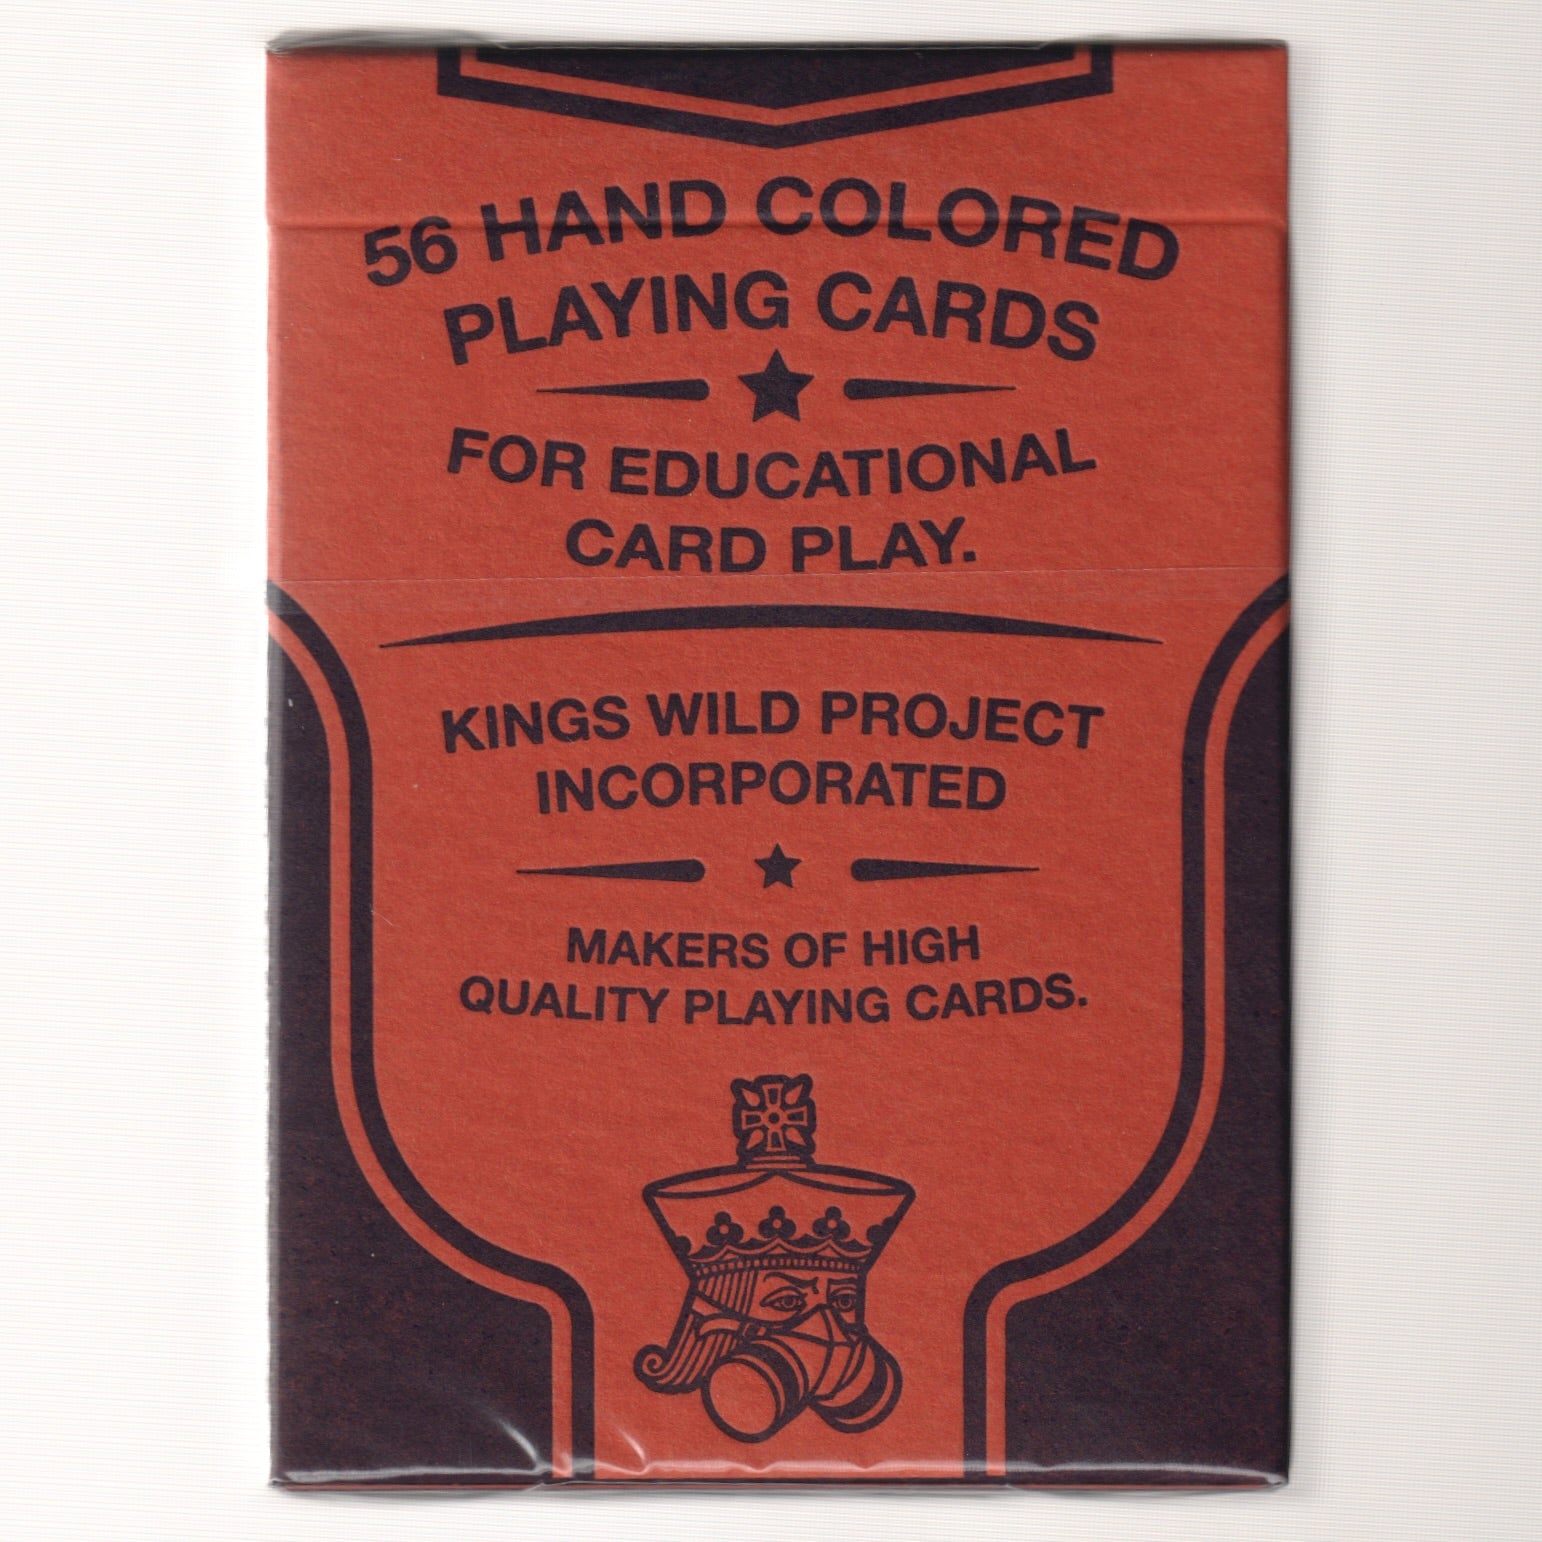 56 HAND COLORED
PLAYING CARDS
FOR EDUCATIONAL
CARD PLAY.
KINGS WILD PROJECT
INCORPORATED
MAKERS OF HIGH
QUALITY PLAYING CARDS.